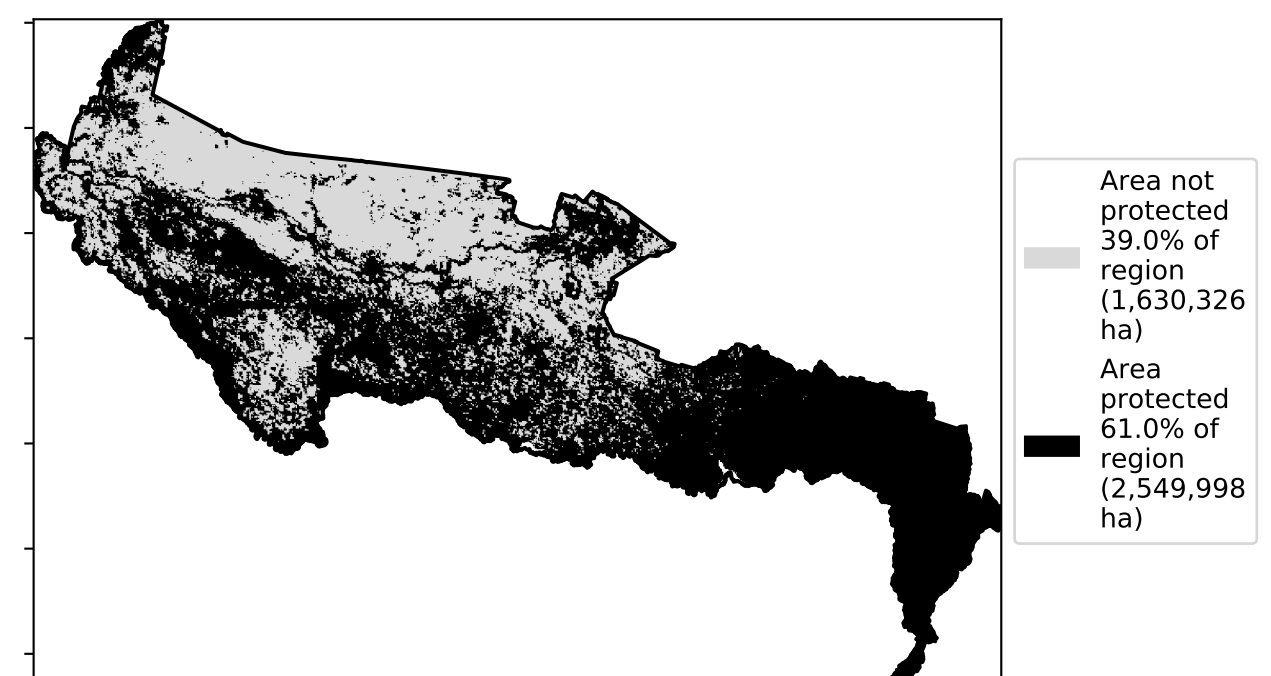 Area not
protected
39.0% of
region
(1,630,326
ha)
Area
protected
61.0% of
region
(2,549,998
ha)